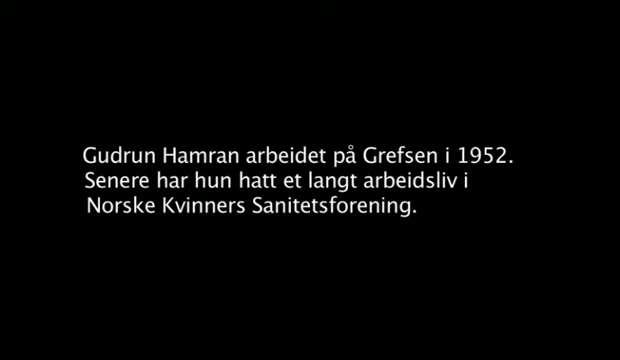 Gudrun Hamran arbeidet på Grefsen i 1952.
Senere har hun hatt et langt arbeidsliv i
Norske Kvinners Sanitetsforening.